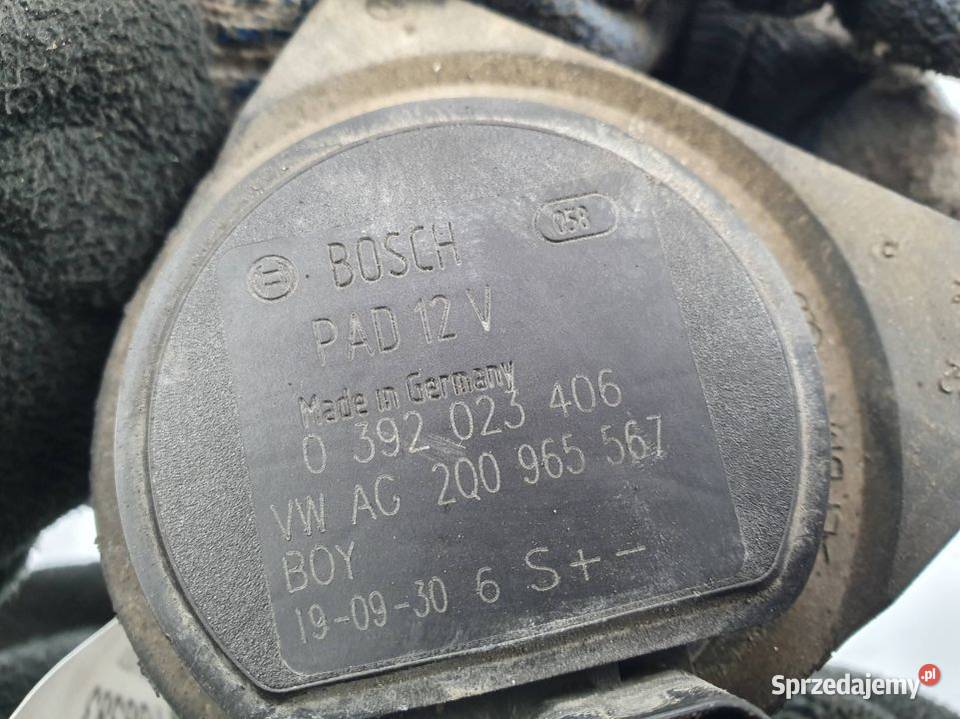 BOSCH 058
PAD 12 V
Made in Germany
0 392 023 406
VW AG 2Q0 965 567
BOY
19-09-30 6 S + -
Sprzedajemy.pl